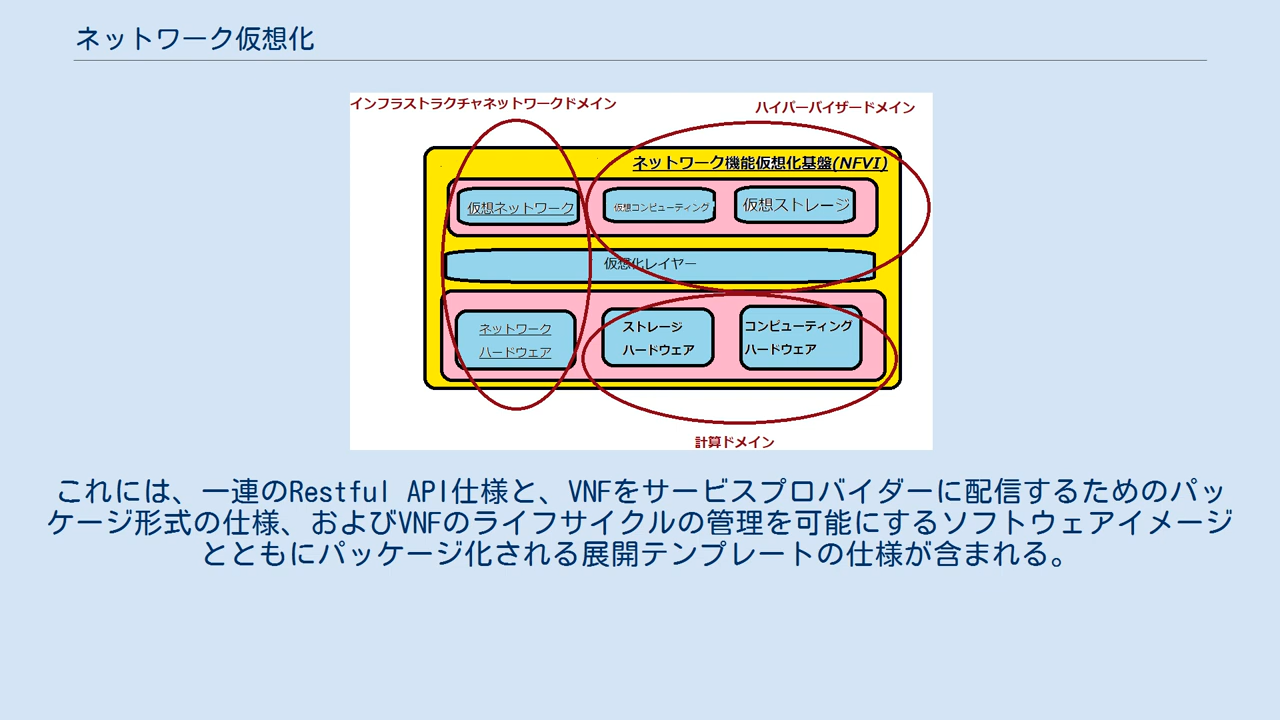 ネットワーク仮想化
インフラストラクチャネットワークドメイン
ハイパーバイザードメイン
ネットワーク機能仮想化基盤(NFVI)
仮想ネットワーク
仮想コンピューティング
仮想ストレージ
仮想化レイヤー
ネットワーク
ハードウェア
ストレージ
ハードウェア
コンピューティング
ハードウェア
計算ドメイン
これには、一連のRestful API仕様と、VNFをサービスプロバイダーに配信するためのパッ
ケージ形式の仕様、およびVNFのライフサイクルの管理を可能にするソフトウェアイメージ
とともにパッケージ化される展開テンプレートの仕様が含まれる。